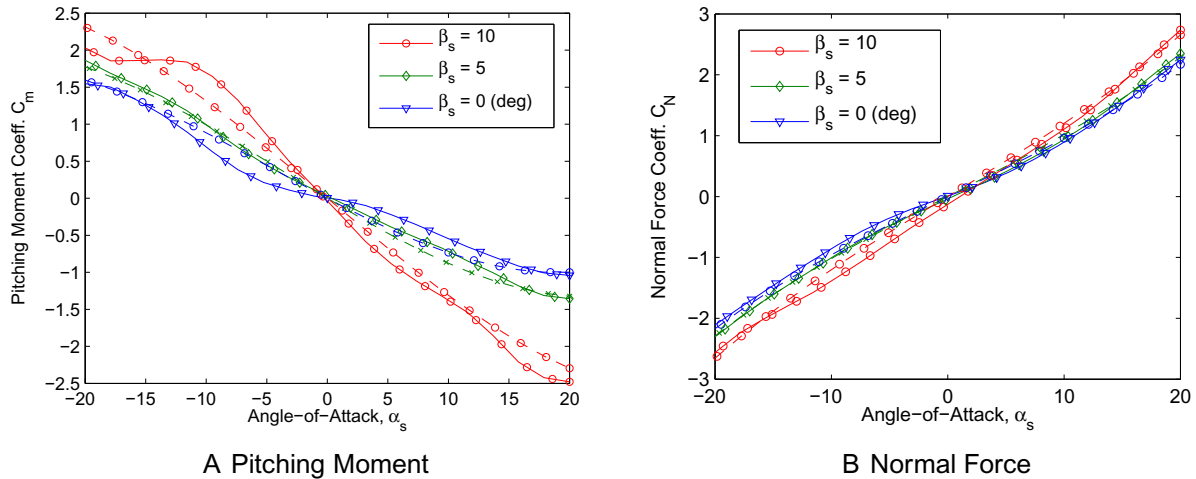 2.5
2
1.5
1
0.5
0
−0.5
−1
−1.5
−2
−2.5
Pitching Moment Coeff. C_m
−20 −15 −10 −5 0 5 10 15 20
Angle−of−Attack, α_s
β_s = 10
β_s = 5
β_s = 0 (deg)
A Pitching Moment
3
2
1
0
−1
−2
−3
Normal Force Coeff. C_N
−20 −10 0 10 20
Angle−of−Attack, α_s
β_s = 10
β_s = 5
β_s = 0 (deg)
B Normal Force